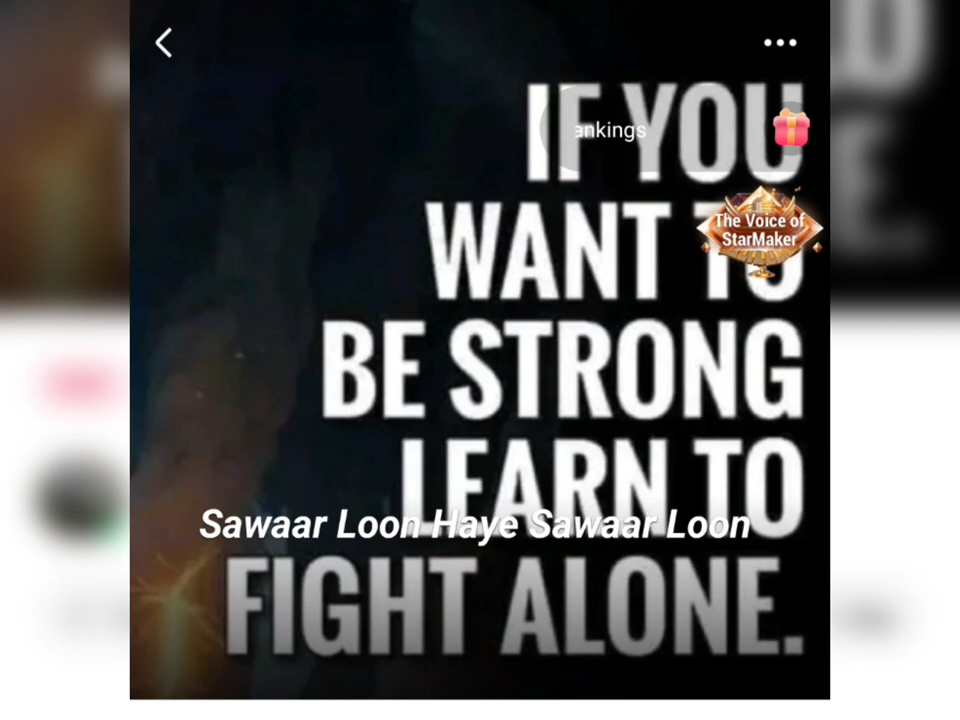 IF YOU
ankings
WANT TO
The Voice of
StarMaker
BE STRONG
LEARN TO
Sawaar Loon Haye Sawaar Loon
FIGHT ALONE.